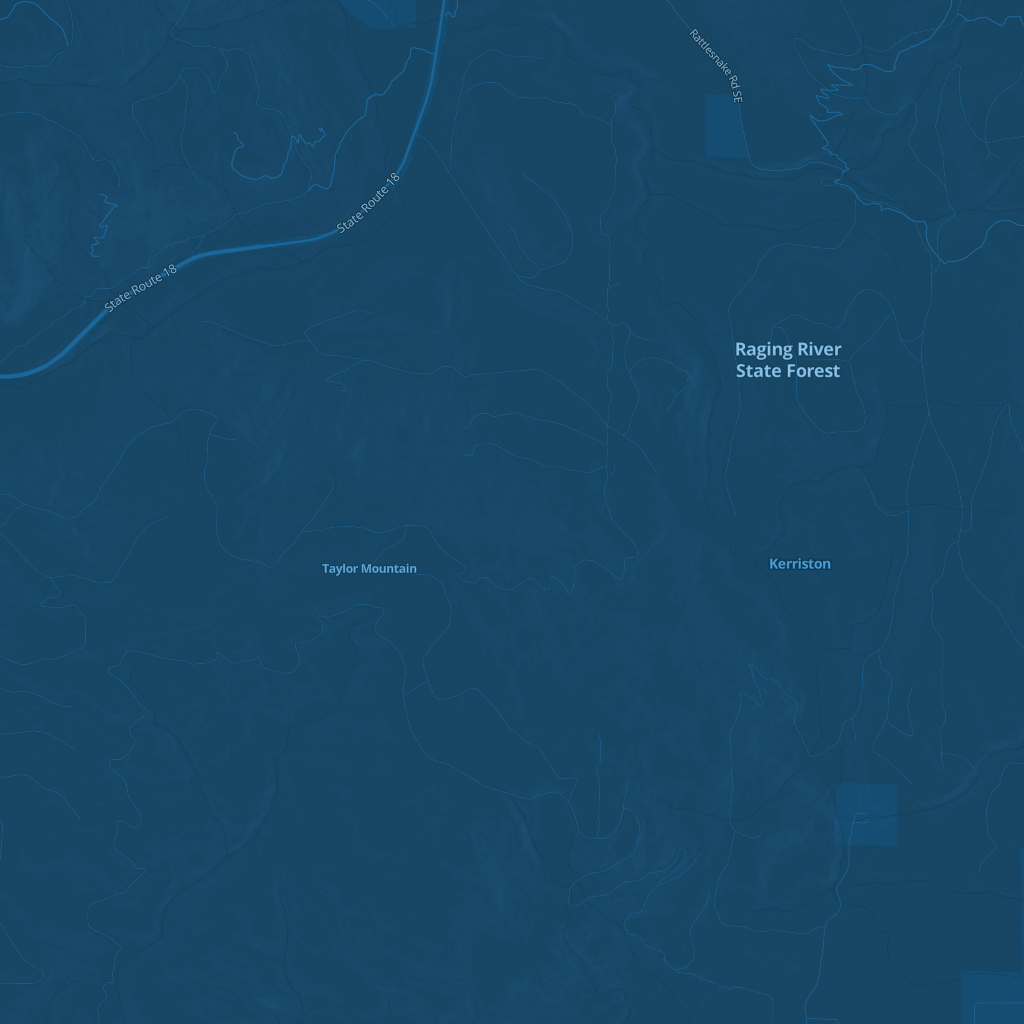 Rattlesnake Rd SE
State Route 18
State Route 18
Raging River
State Forest
Taylor Mountain
Kerriston